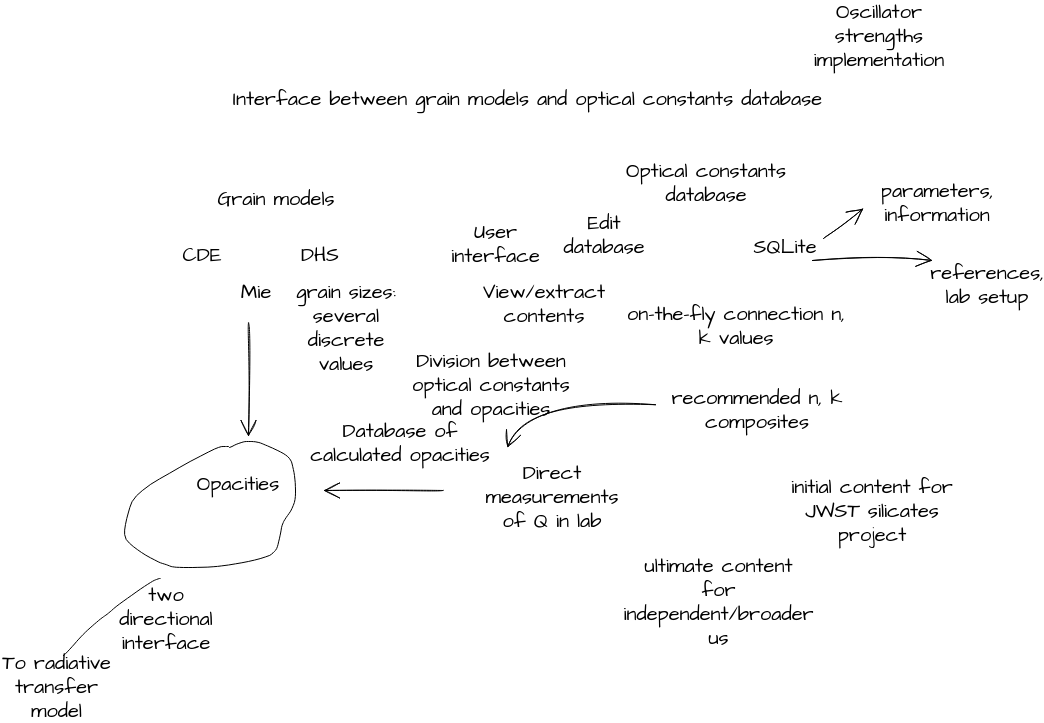 Oscillator
strengths
implementation
Interface between grain models and optical constants database
Optical constants
database
Grain models
parameters,
information
Edit
database
User
interface
SQLite
CDE
DHS
references,
lab setup
Mie
grain sizes:
several
discrete
values
View/extract
contents
on-the-fly connection n,
k values
Division between
optical constants
and opacities
recommended n, k
composites
Database of
calculated opacities
Opacities
Direct
measurements
of Q in lab
initial content for
JWST silicates
project
ultimate content
for
independent/broader
us
two
directional
interface
To radiative
transfer
model